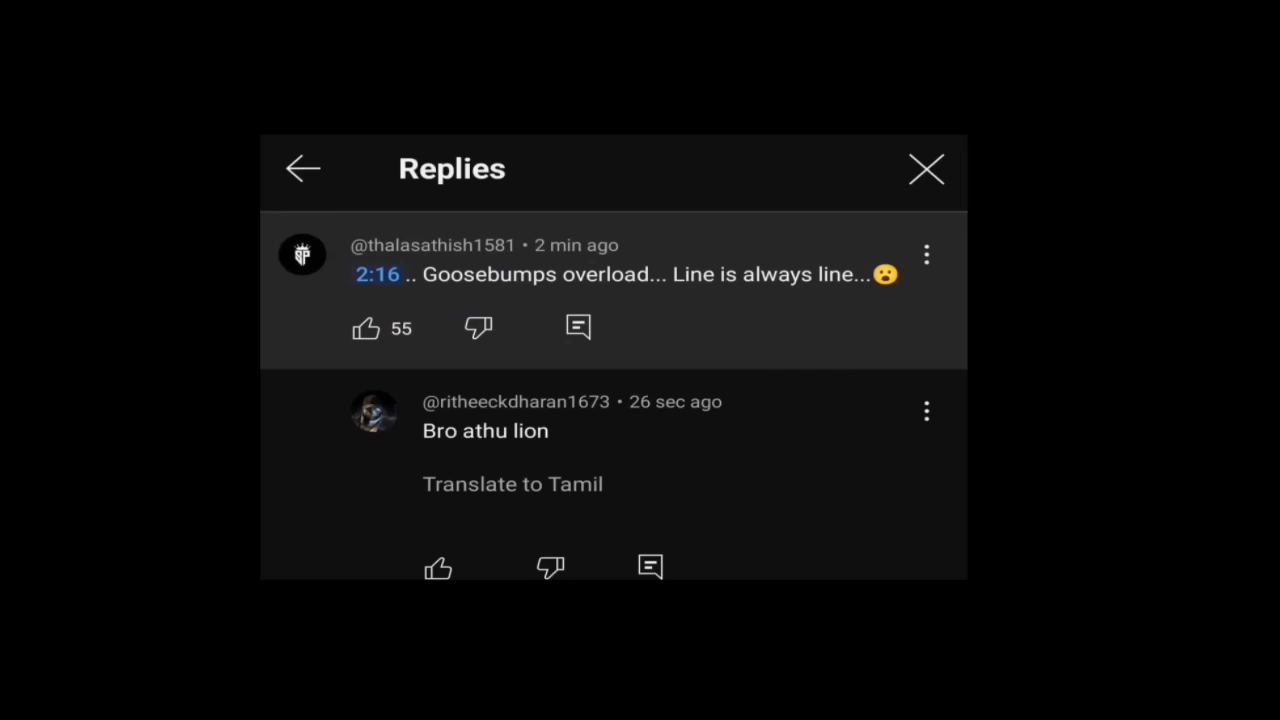 Replies
@thalasathish1581 • 2 min ago
2:16 .. Goosebumps overload... Line is always line...😮
55
@ritheeckdharan1673 • 26 sec ago
Bro athu lion
Translate to Tamil